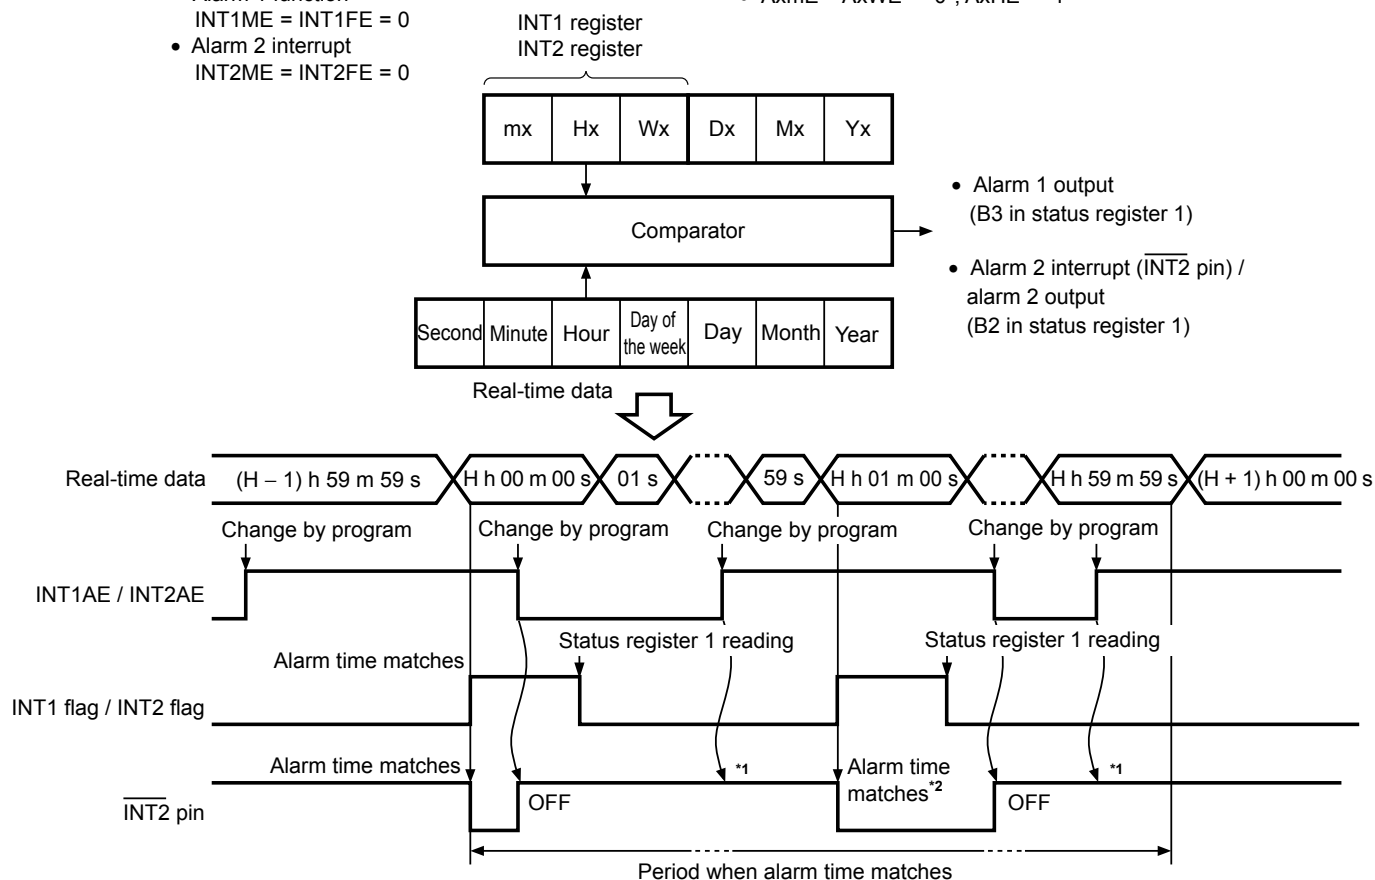 INT1ME = INT1FE = 0
• Alarm 2 interrupt
INT2ME = INT2FE = 0
INT1 register
INT2 register
mx Hx Wx Dx Mx Yx
Comparator
• Alarm 1 output
(B3 in status register 1)
• Alarm 2 interrupt (INT2 pin) /
alarm 2 output
(B2 in status register 1)
Second Minute Hour Day of the week Day Month Year
Real-time data
Real-time data (H − 1) h 59 m 59 s H h 00 m 00 s 01 s 59 s H h 01 m 00 s H h 59 m 59 s (H + 1) h 00 m 00 s
Change by program Change by program Change by program Change by program
INT1AE / INT2AE
Status register 1 reading Status register 1 reading
Alarm time matches
INT1 flag / INT2 flag
Alarm time matches *1 Alarm time matches*2 *1
INT2 pin OFF OFF
Period when alarm time matches